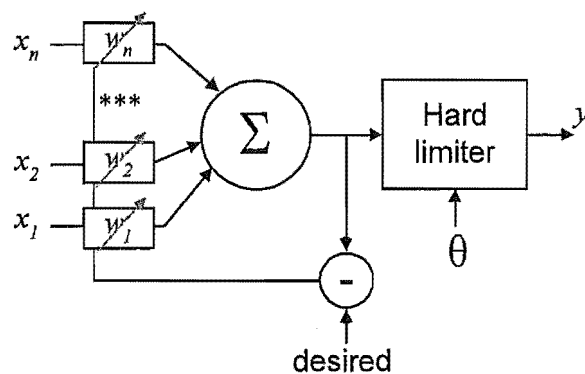 xn wn
***
x2 w2
x1 w1
Σ
Hard
limiter
y
θ
-
desired